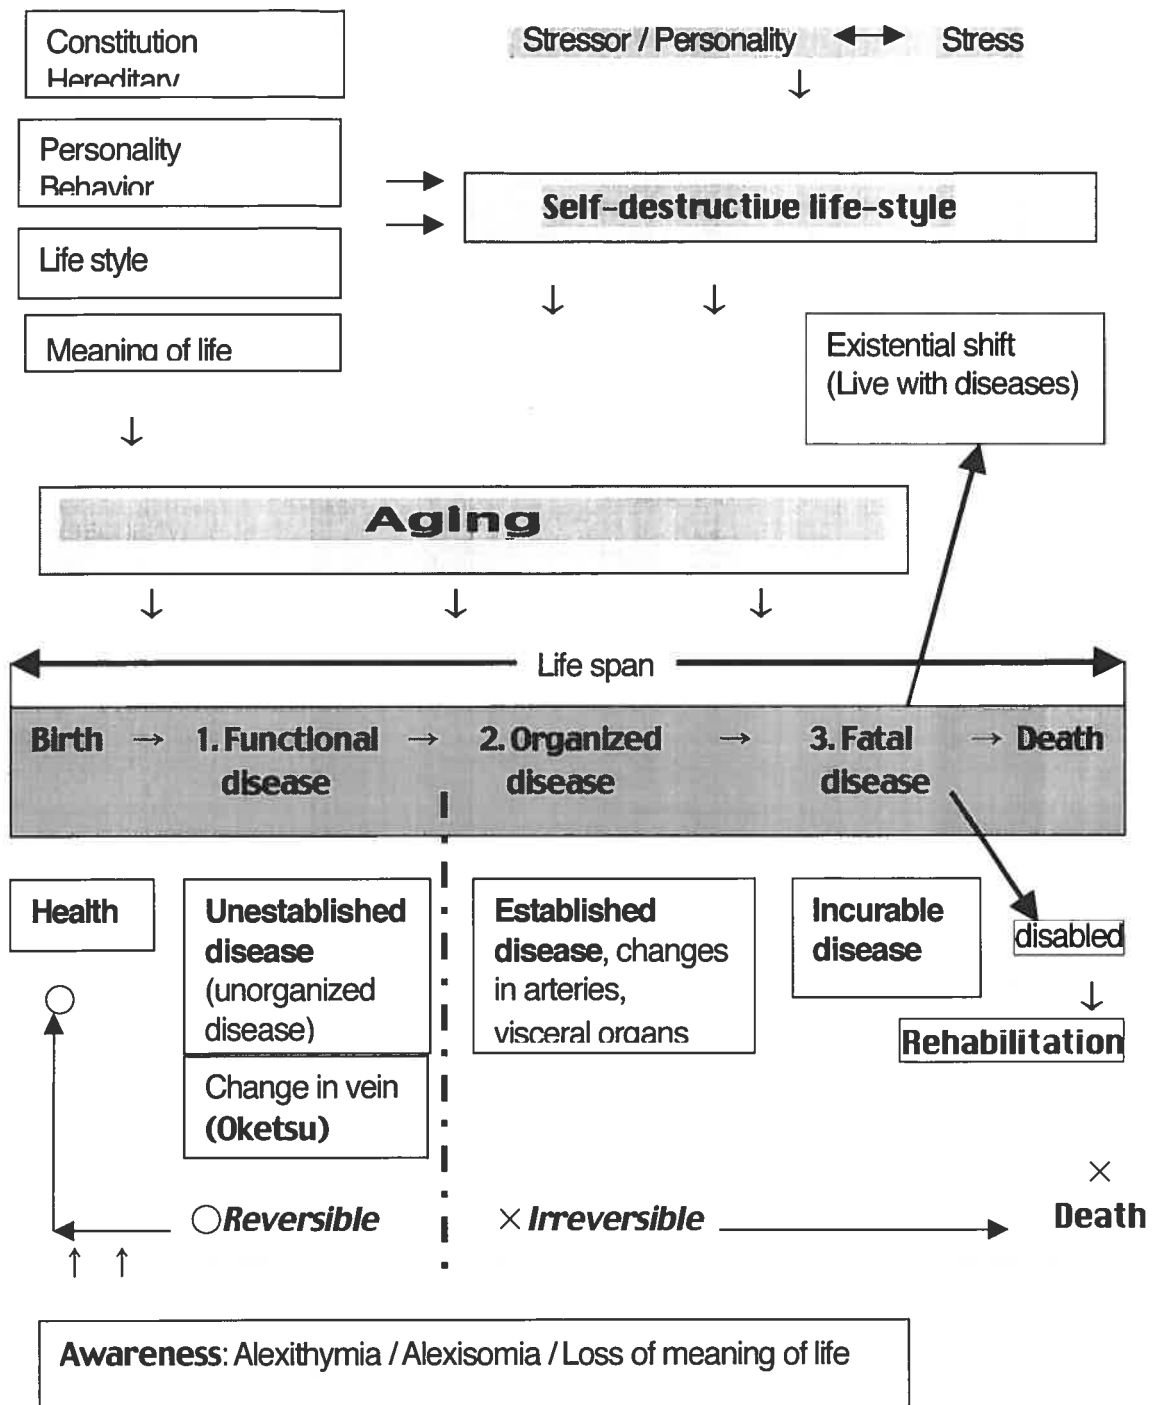 Constitution
Hereditary
Stressor / Personality ↔ Stress
↓
Personality
Behavior
→
→
Self-destructive life-style
Life style
↓ ↓
Meaning of life
Existential shift
(Live with diseases)
↓
Aging
↓ ↓ ↓
Life span
Birth → 1. Functional → 2. Organized → 3. Fatal → Death
disease disease disease
Health
Unestablished
disease
(unorganized
disease)
Established
disease, changes
in arteries,
visceral organs
Incurable
disease
disabled
↓
Rehabilitation
Change in vein
(Oketsu)
○Reversible
×Irreversible
×
Death
↑ ↑
Awareness: Alexithymia / Alexisomia / Loss of meaning of life